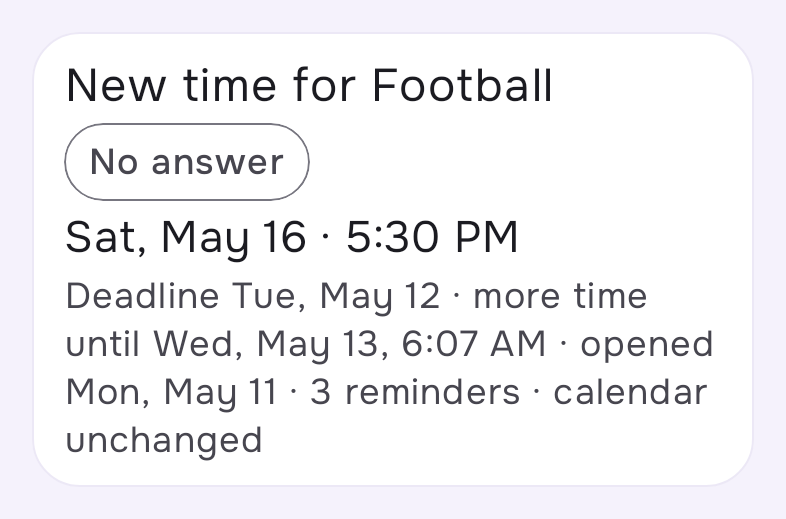 New time for Football
No answer
Sat, May 16 · 5:30 PM
Deadline Tue, May 12 · more time
until Wed, May 13, 6:07 AM · opened
Mon, May 11 · 3 reminders · calendar
unchanged